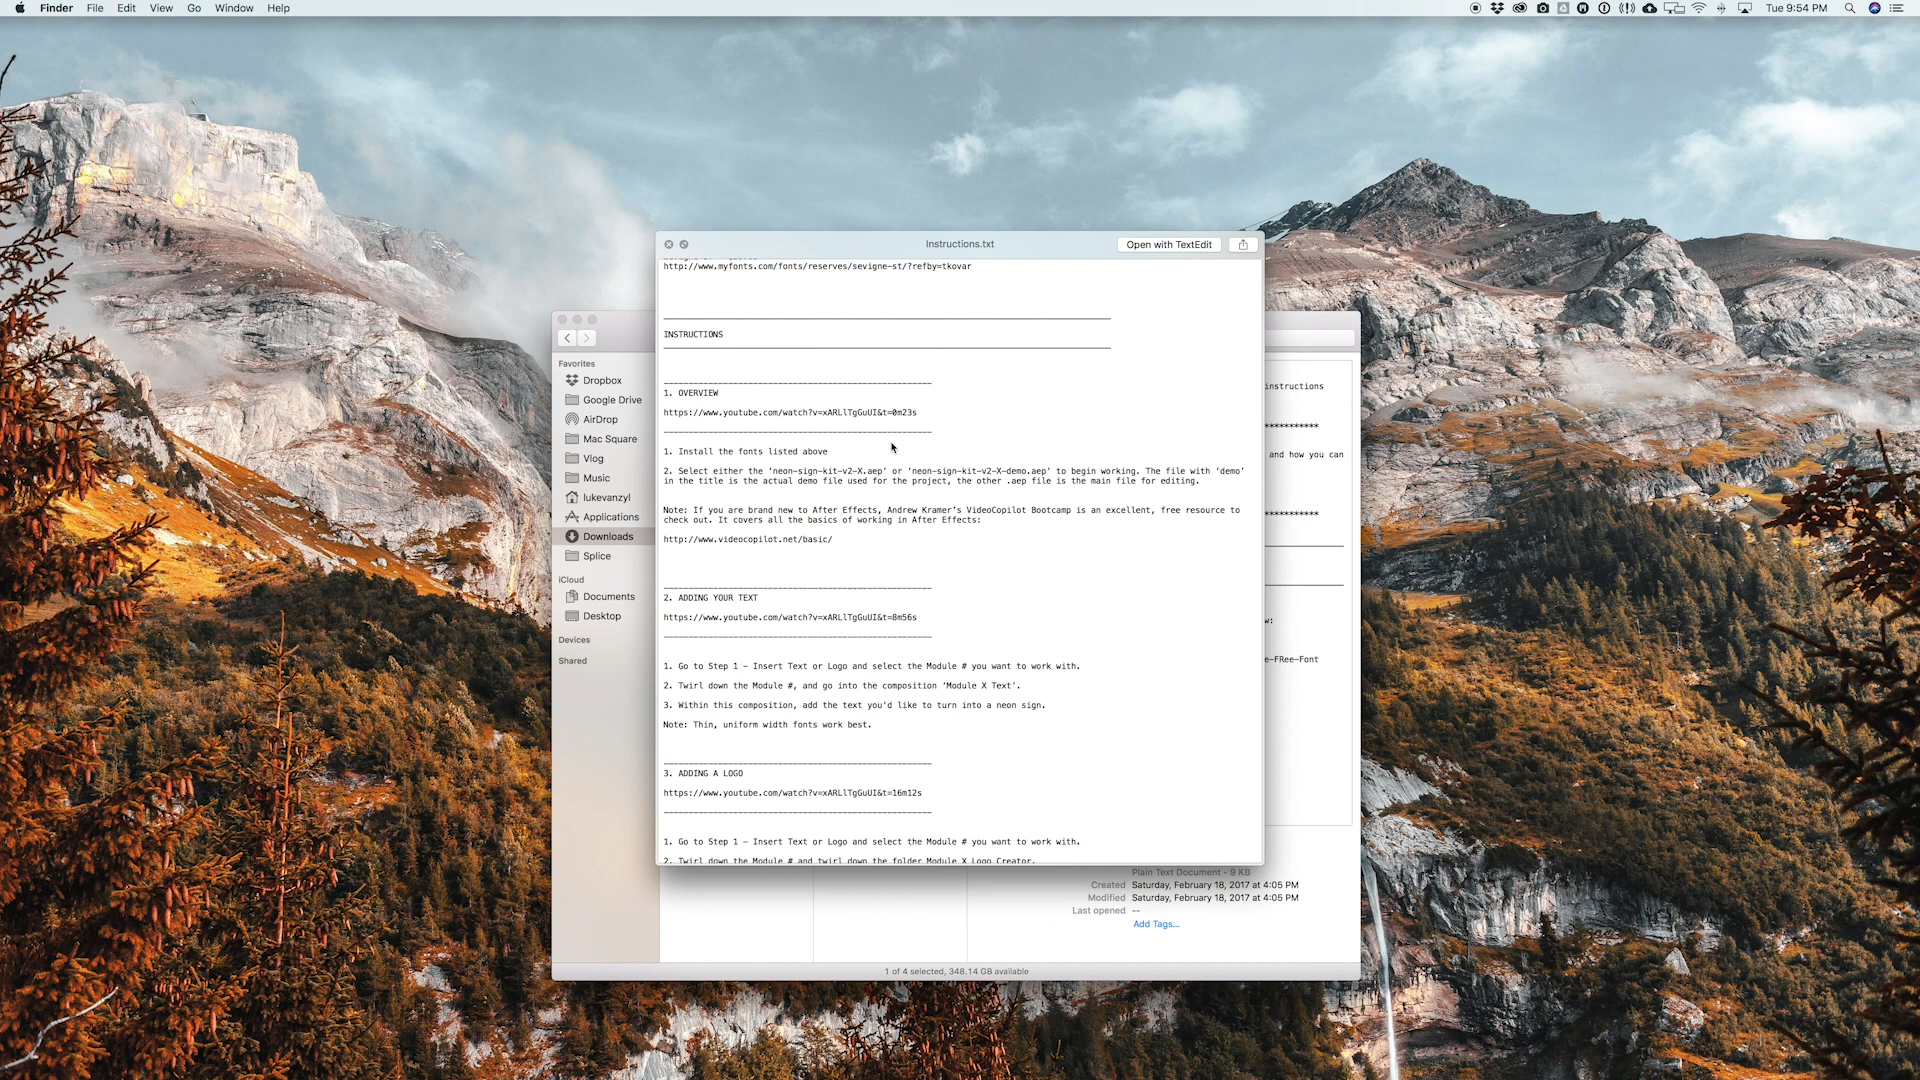 Finder File Edit View Go Window Help
Tue 9:54 PM
Instructions.txt
Open with TextEdit
http://www.myfonts.com/fonts/reserves/sevigne-st/?refby=tkovar
INSTRUCTIONS
1. OVERVIEW
https://www.youtube.com/watch?v=xARLlTgGuUI&t=0m23s
1. Install the fonts listed above
2. Select either the ‘neon-sign-kit-v2-X.aep’ or ‘neon-sign-kit-v2-X-demo.aep’ to begin working. The file with ‘demo’
in the title is the actual demo file used for the project, the other .aep file is the main file for editing.
Note: If you are brand new to After Effects, Andrew Kramer’s VideoCopilot Bootcamp is an excellent, free resource to
check out. It covers all the basics of working in After Effects:
http://www.videocopilot.net/basic/
2. ADDING YOUR TEXT
https://www.youtube.com/watch?v=xARLlTgGuUI&t=8m56s
1. Go to Step 1 – Insert Text or Logo and select the Module # you want to work with.
2. Twirl down the Module #, and go into the composition ‘Module X Text’.
3. Within this composition, add the text you’d like to turn into a neon sign.
Note: Thin, uniform width fonts work best.
3. ADDING A LOGO
https://www.youtube.com/watch?v=xARLlTgGuUI&t=16m12s
1. Go to Step 1 – Insert Text or Logo and select the Module # you want to work with.
2. Twirl down the Module # and twirl down the folder Module X Logo Creator.
Favorites
Dropbox
Google Drive
AirDrop
Mac Square
Vlog
Music
lukevanzyl
Applications
Downloads
Splice
iCloud
Documents
Desktop
Devices
Shared
instructions
***********
and how you can
***********
w:
e-FRee-Font
Plain Text Document - 9 KB
Created Saturday, February 18, 2017 at 4:05 PM
Modified Saturday, February 18, 2017 at 4:05 PM
Last opened --
Add Tags...
1 of 4 selected, 348.14 GB available